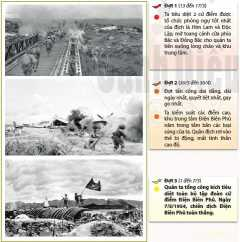 Đợt 1 (13 đến 17/3)
Ta tiêu diệt 2 cứ điểm được
tổ chức phòng ngự tốt nhất
của địch là Him Lam và Độc
Lập, mở toang cánh cửa phía
Bắc và Đông Bắc cho quân ta
tiến xuống lòng chảo và khu
trung tâm.
Đợt 2 (30/3 đến 30/4)
Đợt tấn công dai dẳng, dài
ngày nhất, quyết liệt nhất, gay
go nhất.
Ta kiểm soát các điểm cao,
khu trung tâm Điện Biên Phủ
nằm trong tầm bắn các loại
súng của ta. Quân địch rơi vào
thế bị động, mất tinh thần
cao độ.
Đợt 3 (1 đến 7/5)
Quân ta tổng công kích tiêu
diệt toàn bộ tập đoàn cứ
điểm Điện Biên Phủ. Ngày
7/5/1954, chiến dịch Điện
Biên Phủ toàn thắng.